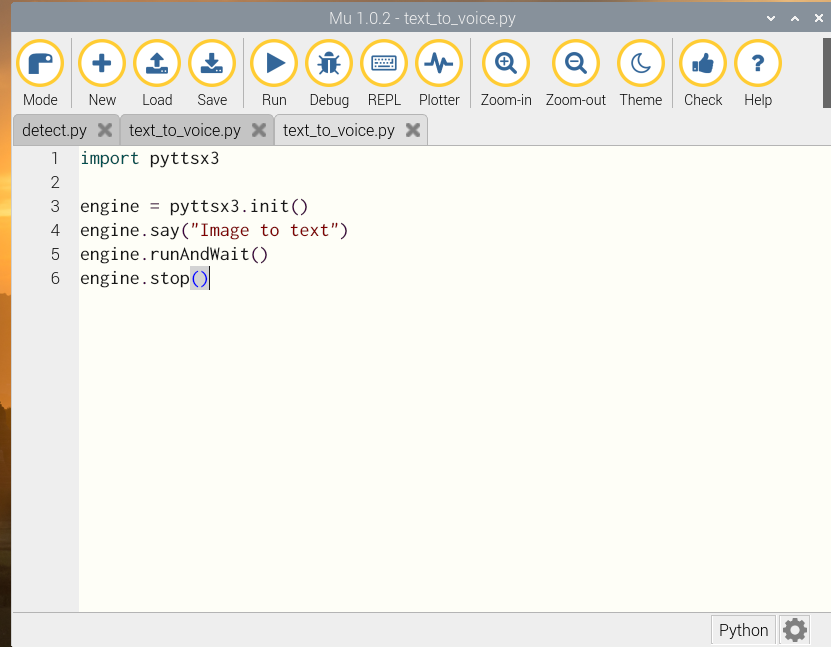 Mu 1.0.2 - text_to_voice.py
Mode New Load Save Run Debug REPL Plotter Zoom-in Zoom-out Theme Check Help
detect.py text_to_voice.py text_to_voice.py
1 import pyttsx3
2
3 engine = pyttsx3.init()
4 engine.say("Image to text")
5 engine.runAndWait()
6 engine.stop()
Python